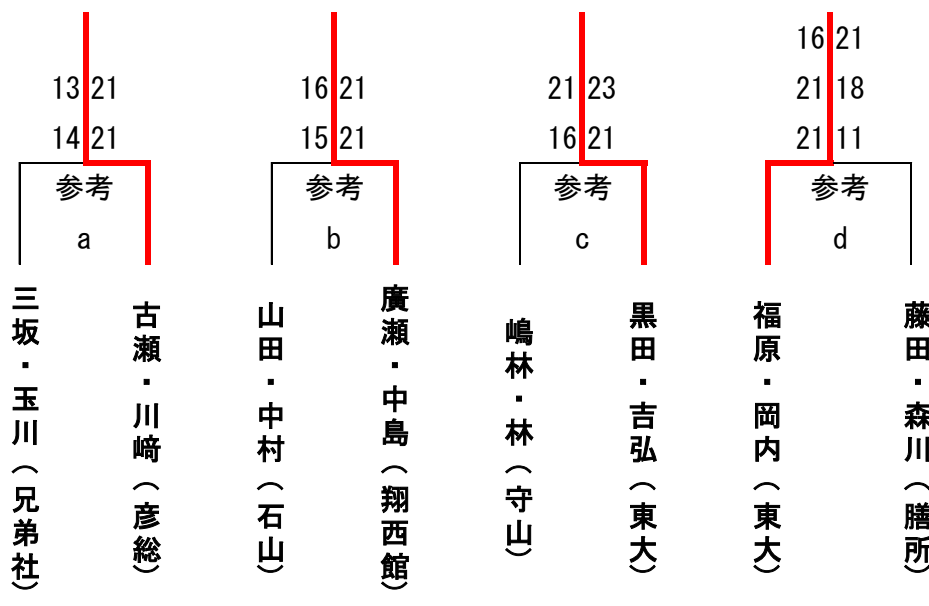 16 21
13 21
16 21
21 23
21 18
14 21
15 21
16 21
21 11
参考
参考
参考
参考
a
b
c
d
三坂・玉川(兄弟社)
古瀬・川﨑(彦総)
山田・中村(石山)
廣瀬・中島(翔西館)
嶋林・林(守山)
黒田・吉弘(東大)
福原・岡内(東大)
藤田・森川(膳所)